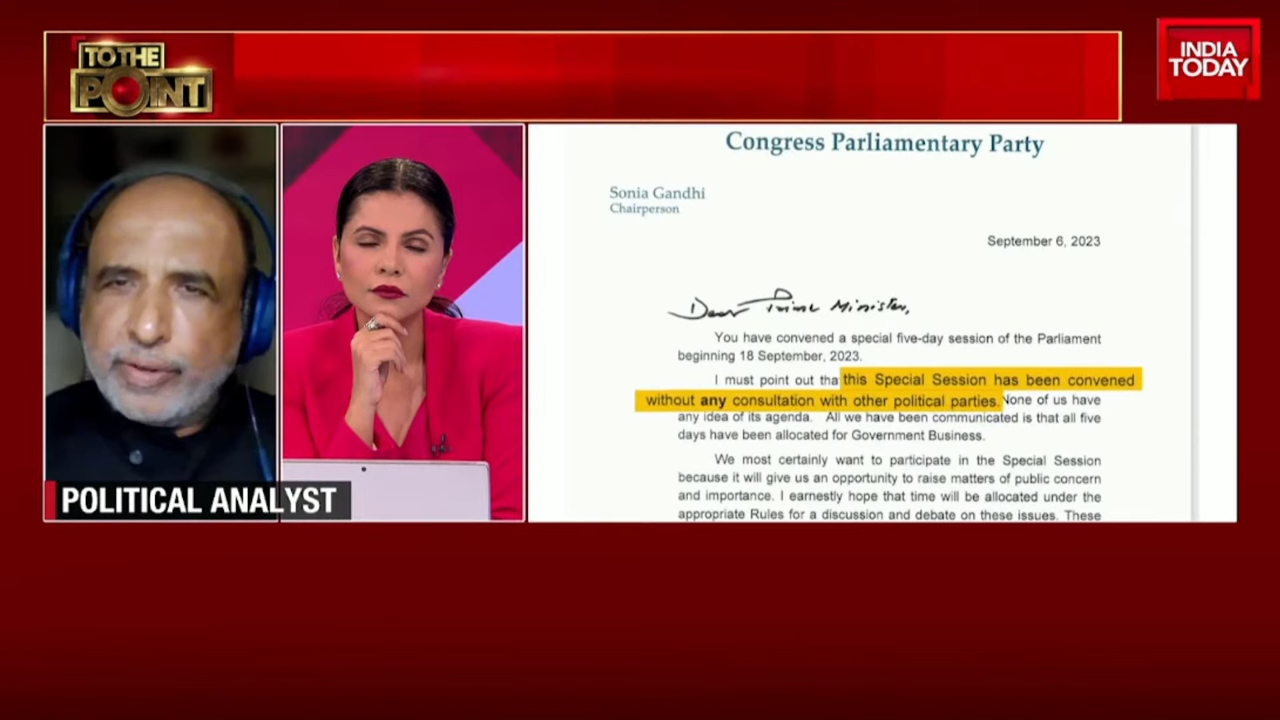 TO THE
POINT
INDIA
TODAY
POLITICAL ANALYST
Congress Parliamentary Party
Sonia Gandhi
Chairperson
September 6, 2023
Dear Prime Minister,
You have convened a special five-day session of the Parliament
beginning 18 September, 2023.
I must point out tha this Special Session has been convened
without any consultation with other political parties. None of us have
any idea of its agenda. All we have been communicated is that all five
days have been allocated for Government Business.
We most certainly want to participate in the Special Session
because it will give us an opportunity to raise matters of public concern
and importance. I earnestly hope that time will be allocated under the
appropriate Rules for a discussion and debate on these issues. These